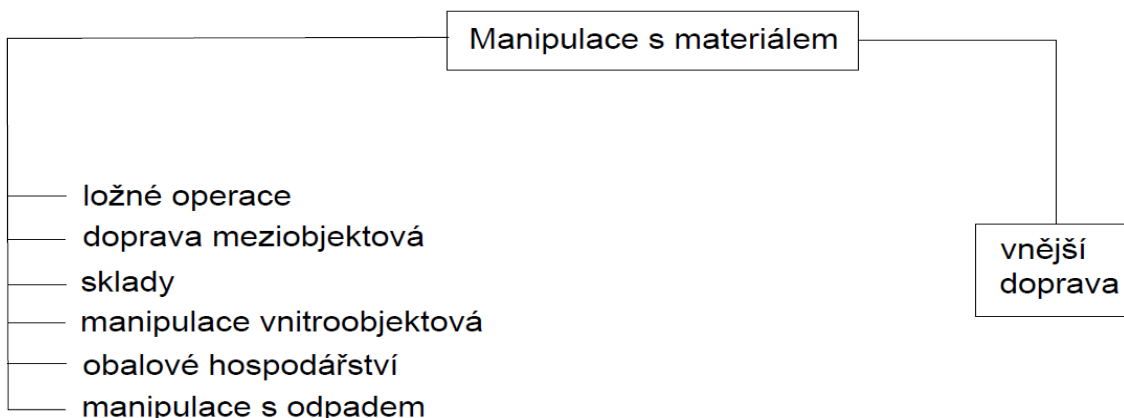 Manipulace s materiálem
ložné operace
doprava meziobjektová
sklady
manipulace vnitroobjektová
obalové hospodářství
manipulace s odpadem
vnější
doprava